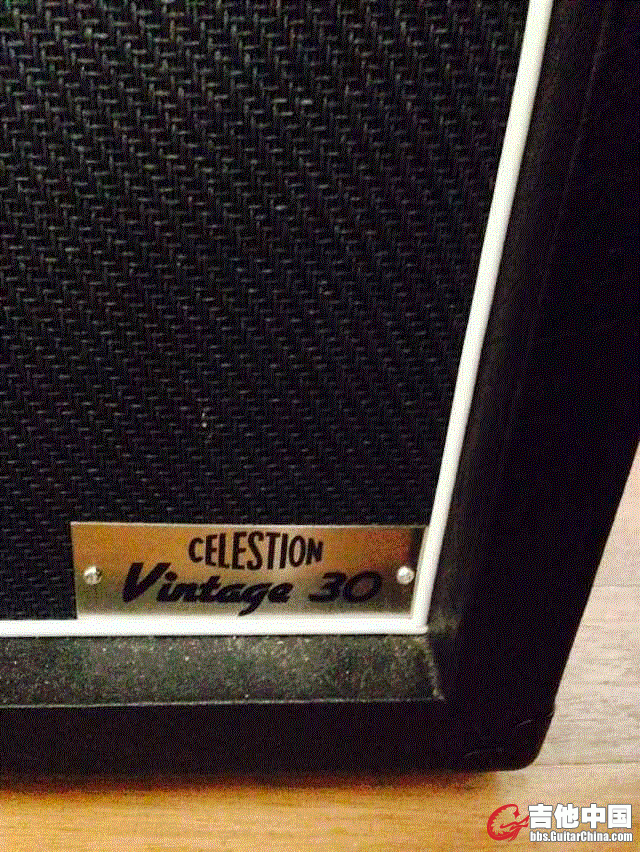 CELESTION
Vintage 30
吉他中国
bbs.GuitarChina.com